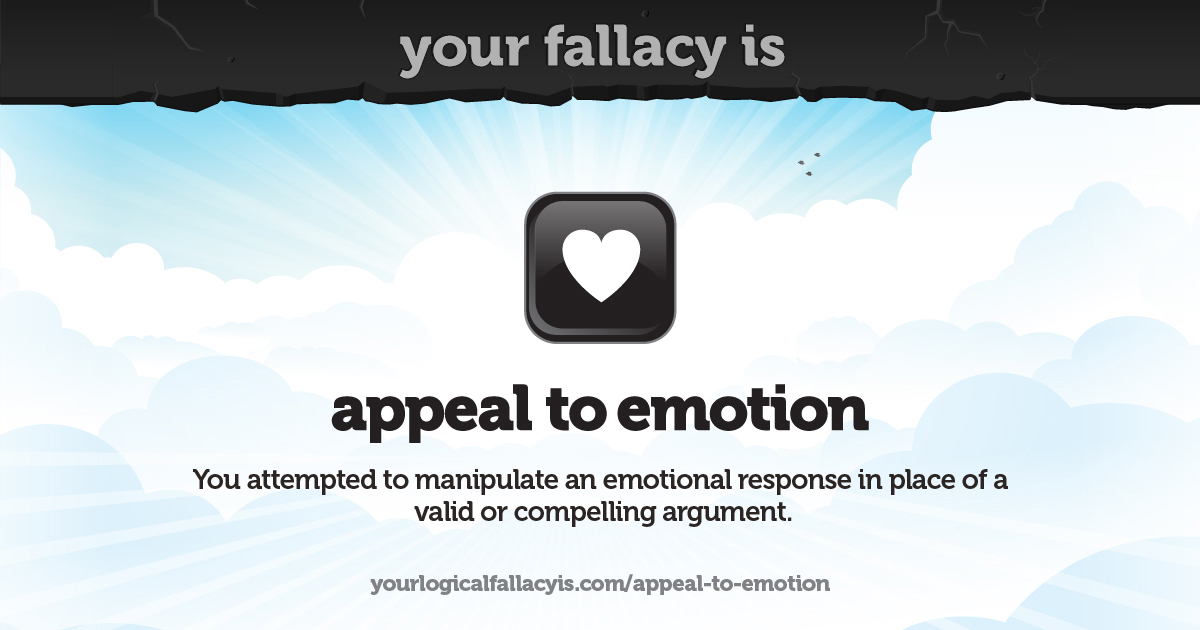 your fallacy is
appeal to emotion
You attempted to manipulate an emotional response in place of a
valid or compelling argument.
yourlogicalfallacyis.com/appeal-to-emotion